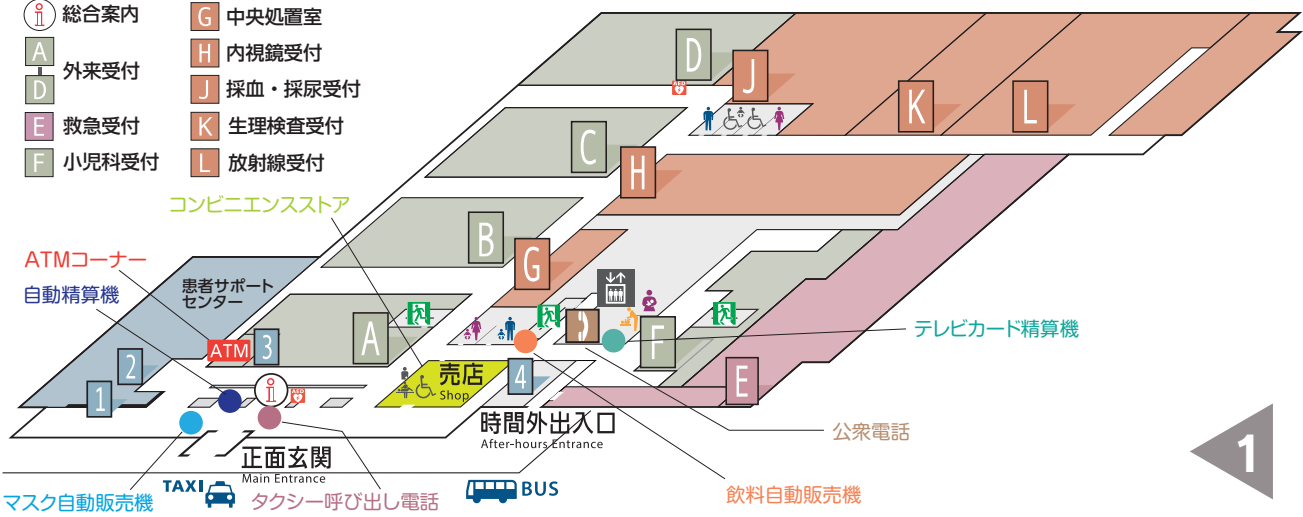 総合案内
A
D
外来受付
E 救急受付
F 小児科受付
G 中央処置室
H 内視鏡受付
J 採血・採尿受付
K 生理検査受付
L 放射線受付
コンビニエンスストア
ATMコーナー
自動精算機
患者サポート
センター
D
AED
J
K
L
C
H
B
G
A
F
E
ATM
3
2
1
4
i
AED
売店
Shop
時間外出入口
After-hours Entrance
正面玄関
Main Entrance
テレビカード精算機
公衆電話
飲料自動販売機
マスク自動販売機
TAXI
タクシー呼び出し電話
BUS
1